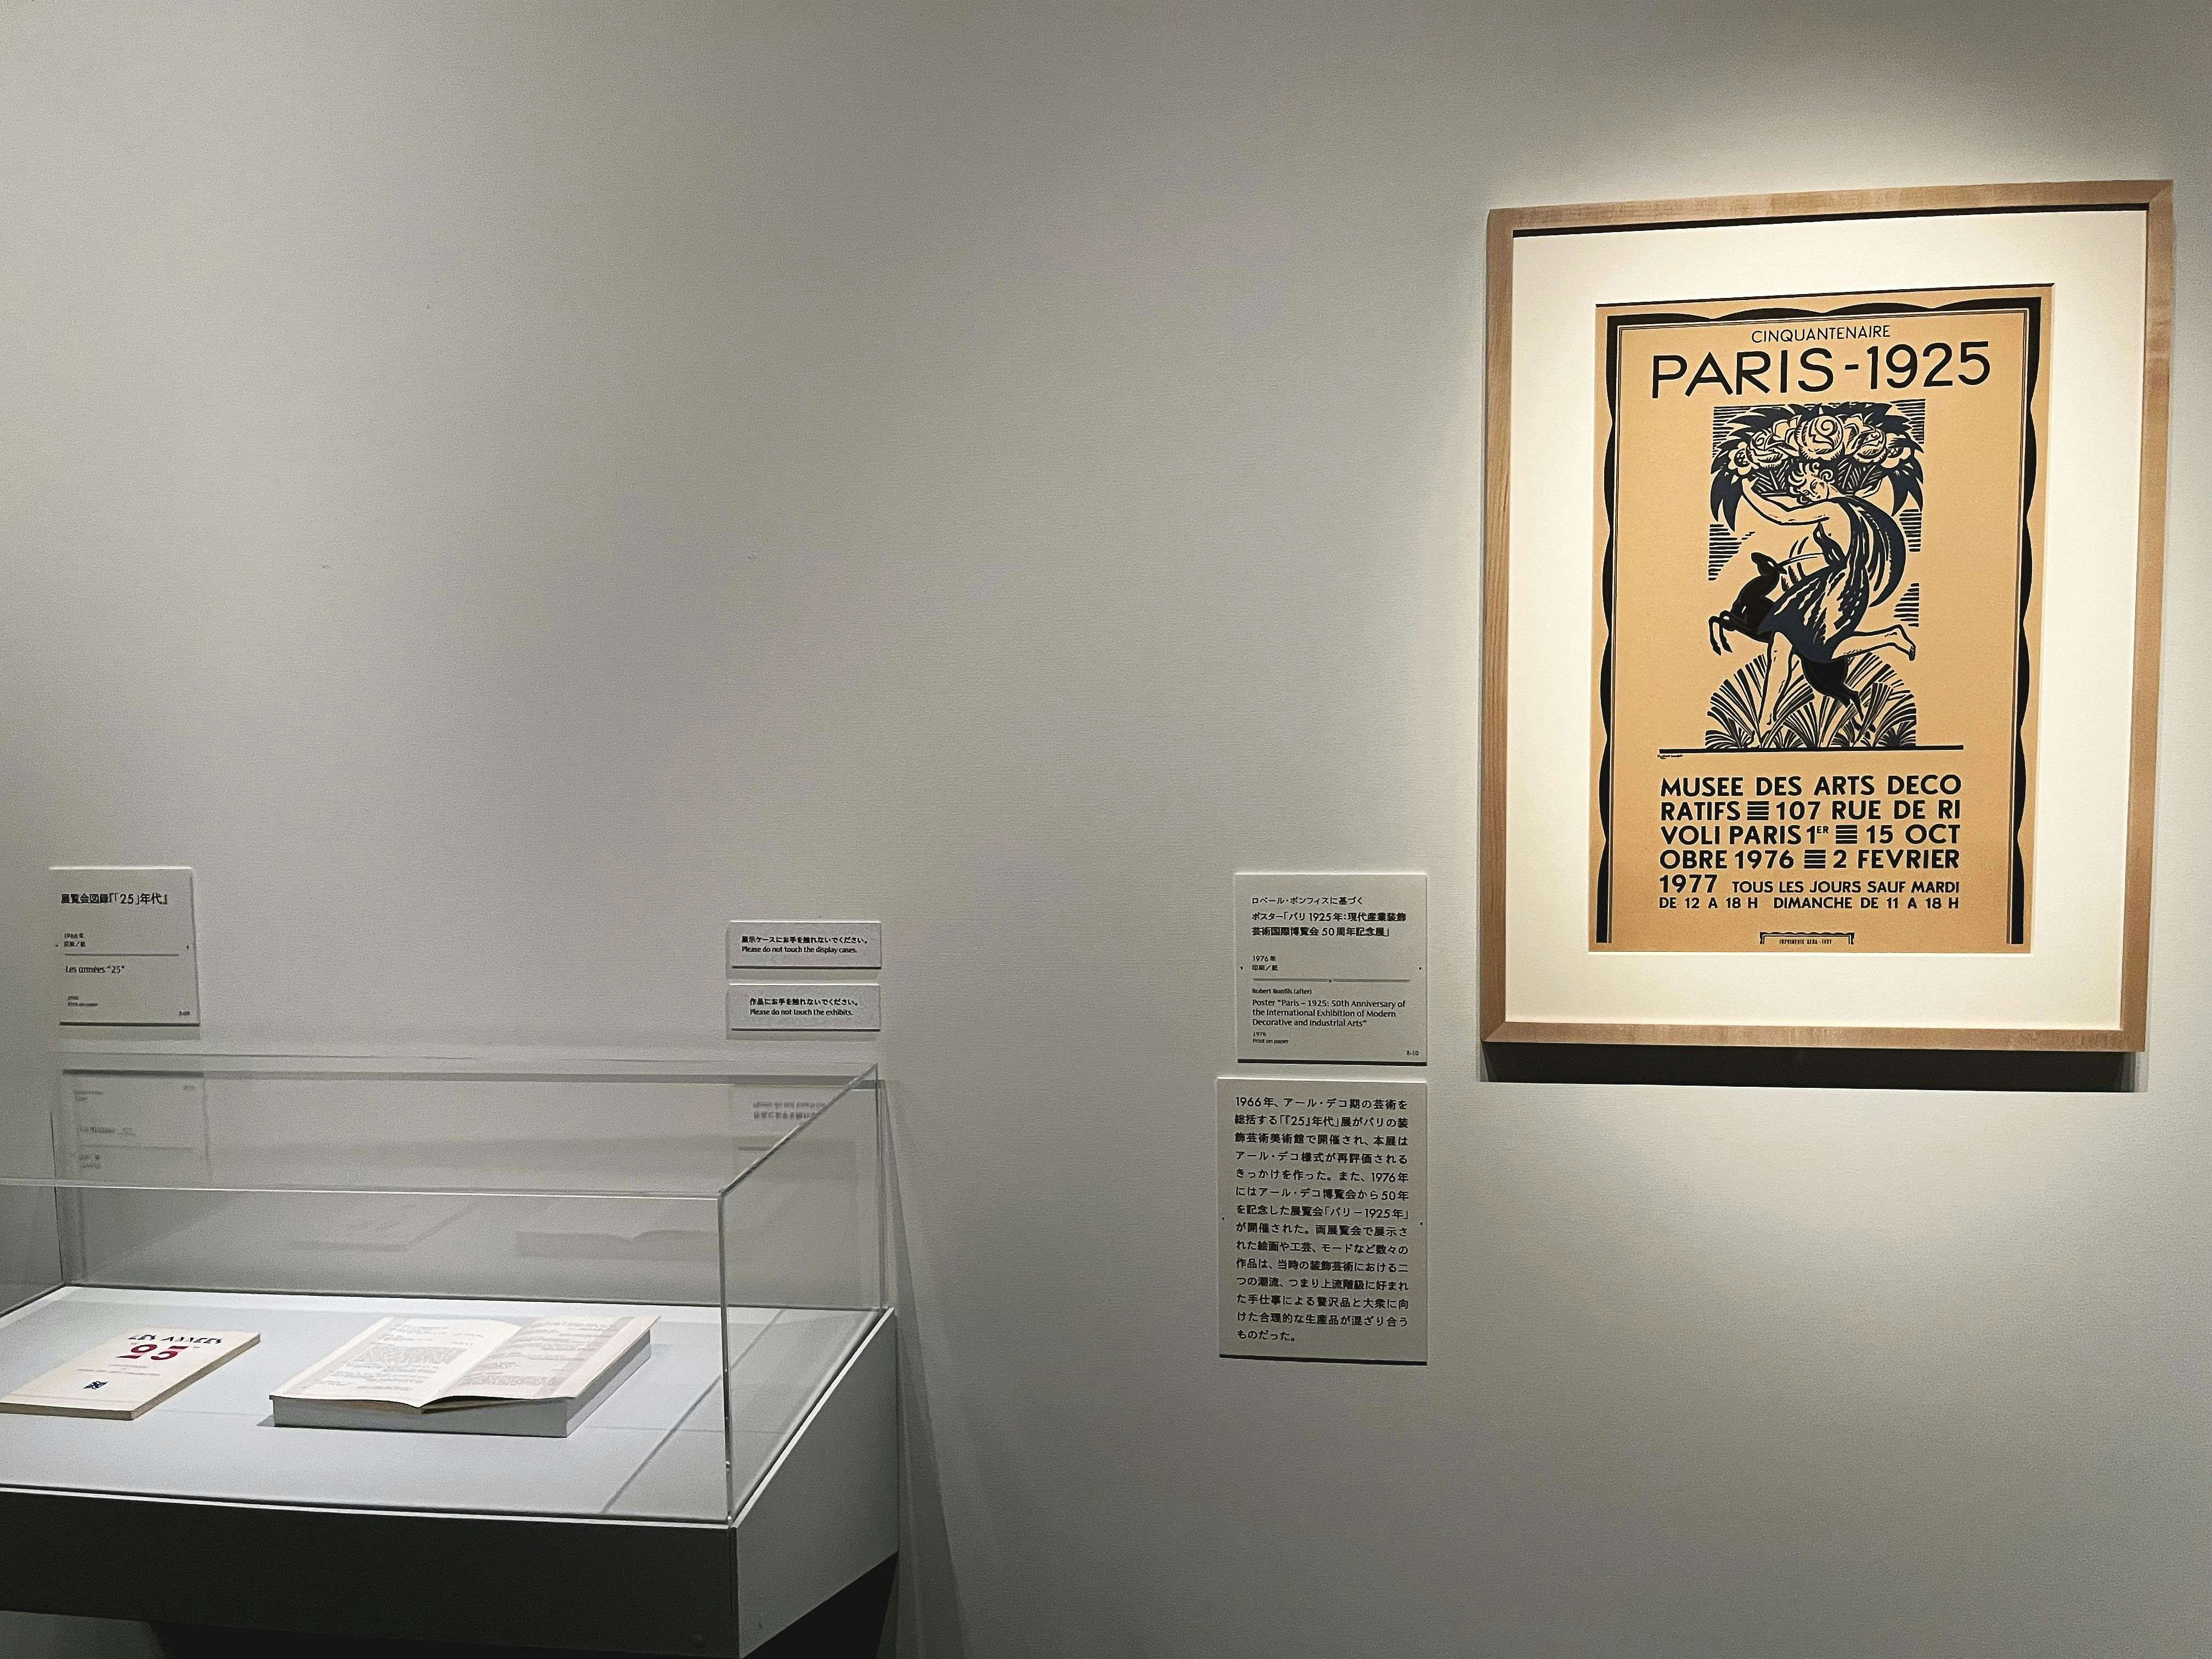 展覧会図録『「25」年代』
1966年
印刷／紙
Les années "25"
1966
Print on paper
展示ケースにお手を触れないでください。
Please do not touch the display cases.
作品にお手を触れないでください。
Please do not touch the exhibits.
LES ANNEES
25
ロベール・ボンフィスに基づく
ポスター「パリ 1925年：現代産業装飾
芸術国際博覧会 50周年記念展」
1976年
印刷／紙
Robert Bonfils (after)
Poster "Paris – 1925: 50th Anniversary of
the International Exhibition of Modern
Decorative and Industrial Arts"
1976
Print on paper
8-10
1966年、アール・デコ期の芸術を
総括する「『25』年代」展がパリの装
飾芸術美術館で開催され、本展は
アール・デコ様式が再評価される
きっかけを作った。また、1976年
にはアール・デコ博覧会から50年
を記念した展覧会「パリ－1925年」
が開催された。両展覧会で展示さ
れた絵画や工芸、モードなど数々の
作品は、当時の装飾芸術における二
つの潮流、つまり上流階級に好まれ
た手仕事による贅沢品と大衆に向
けた合理的な生産品が混ざり合う
ものだった。
CINQUANTENAIRE
PARIS-1925
MUSEE DES ARTS DECO
RATIFS 107 RUE DE RI
VOLI PARIS 1ER 15 OCT
OBRE 1976 2 FEVRIER
1977 TOUS LES JOURS SAUF MARDI
DE 12 A 18 H DIMANCHE DE 11 A 18 H